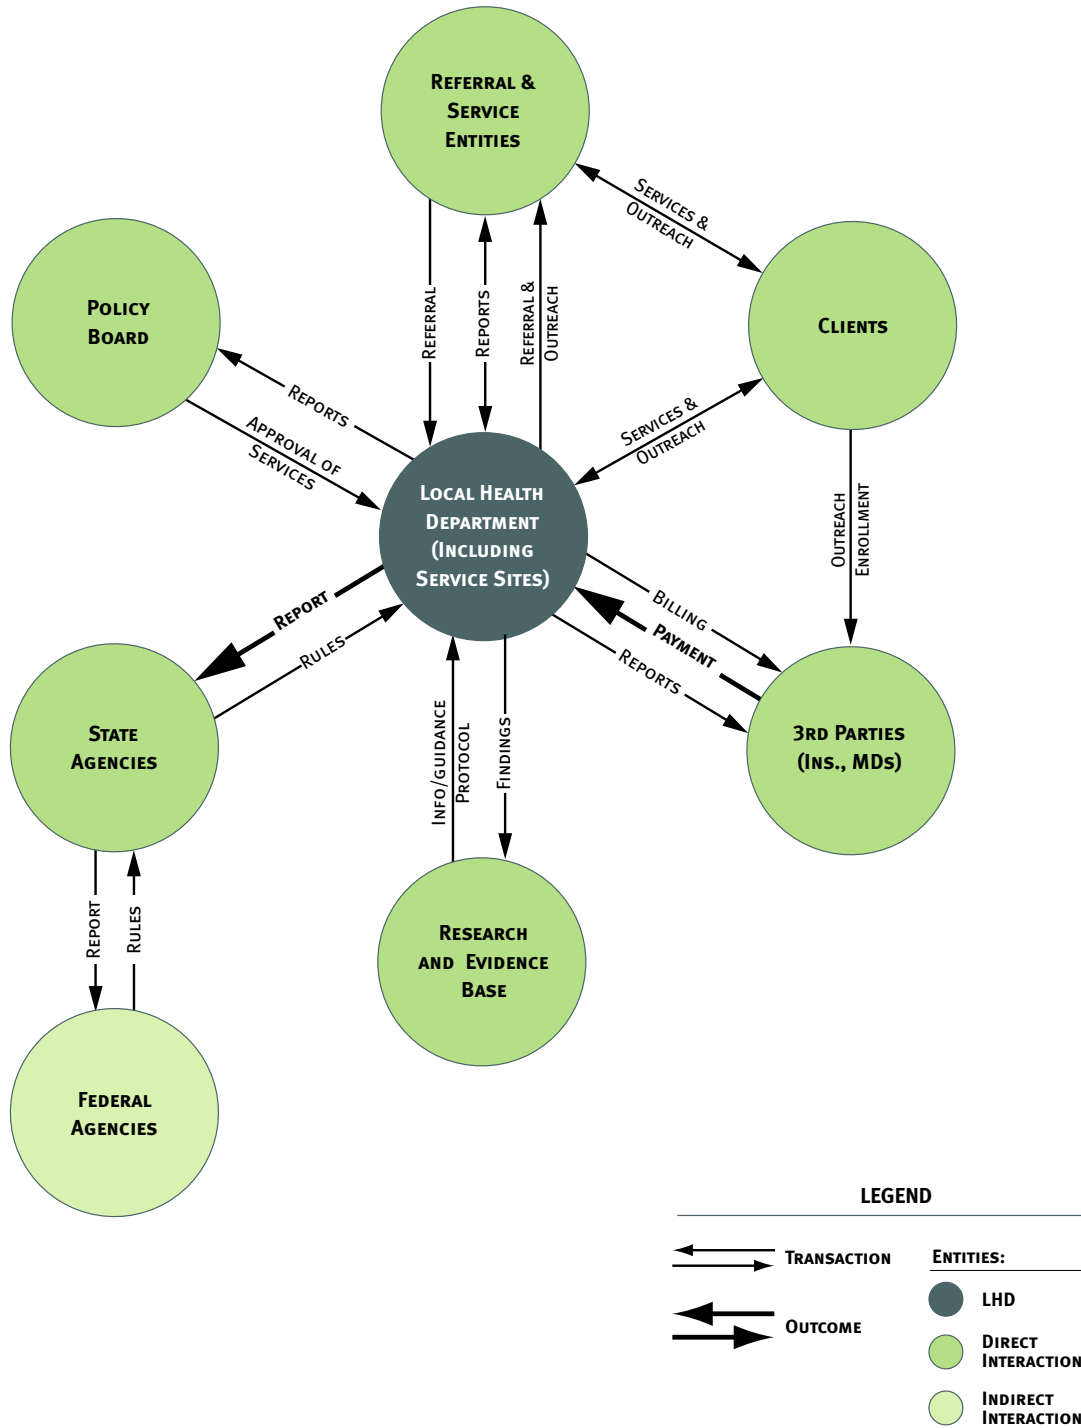 Referral &
Service
Entities
Services &
Outreach
Policy
Board
Clients
Referral
Reports
Referral &
Outreach
Reports
Approval of
Services
Services &
Outreach
Local Health
Department
(Including
Service Sites)
Outreach
Enrollment
Report
Rules
Billing
Payment
Reports
State
Agencies
Info/guidance
Protocol
Findings
3rd Parties
(Ins., MDs)
Report
Rules
Research
and Evidence
Base
Federal
Agencies
LEGEND
Transaction
Outcome
Entities:
LHD
Direct
Interaction
Indirect
Interaction